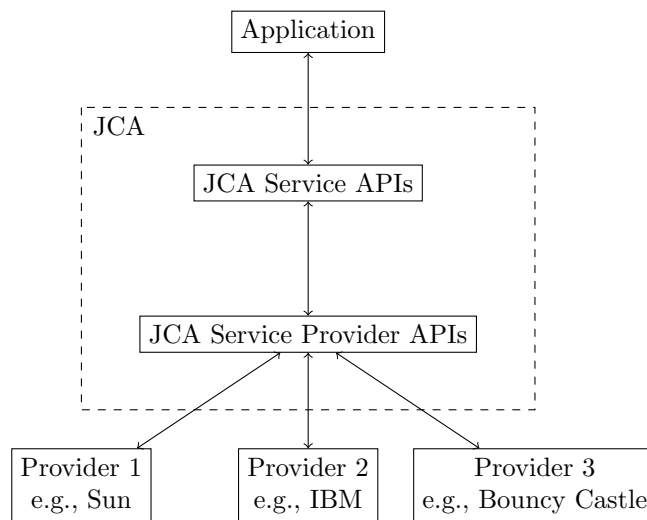 Application
JCA
JCA Service APIs
JCA Service Provider APIs
Provider 1
e.g., Sun
Provider 2
e.g., IBM
Provider 3
e.g., Bouncy Castle